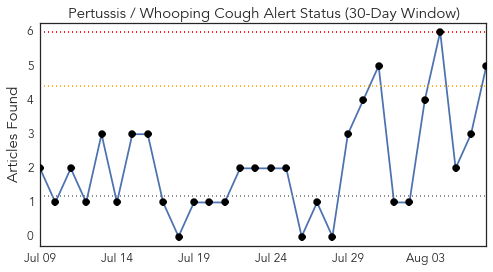 Pertussis / Whooping Cough Alert Status (30-Day Window)
Articles Found
6
5
4
3
2
1
0
Jul 09 Jul 14 Jul 19 Jul 24 Jul 29 Aug 03